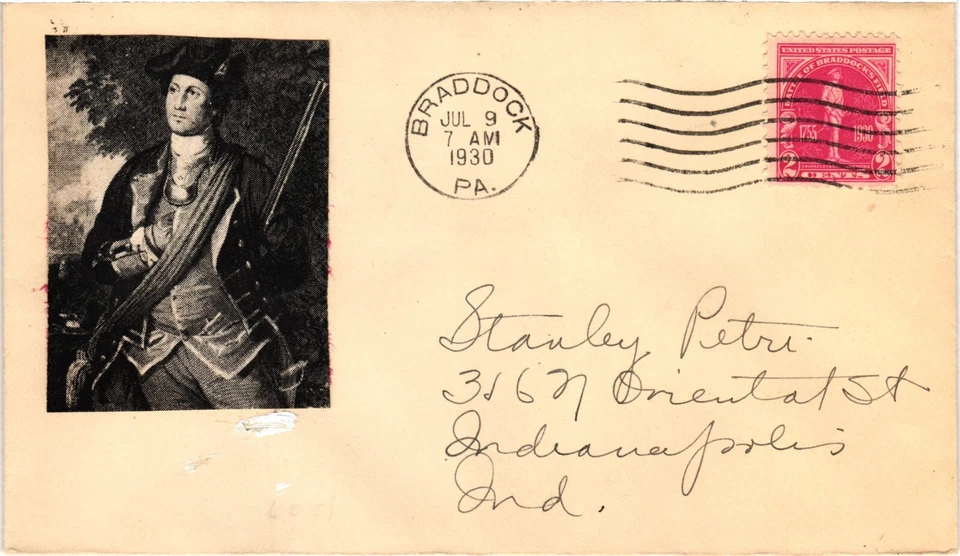 BRADDOCK
JUL 9
7 AM
1930
PA.
UNITED STATES POSTAGE
BATTLE OF BRADDOCK'S FIELD
1755 1930
2 2
CENTS
Stanley Petri
316 N Oriental St
Indianapolis
Ind.